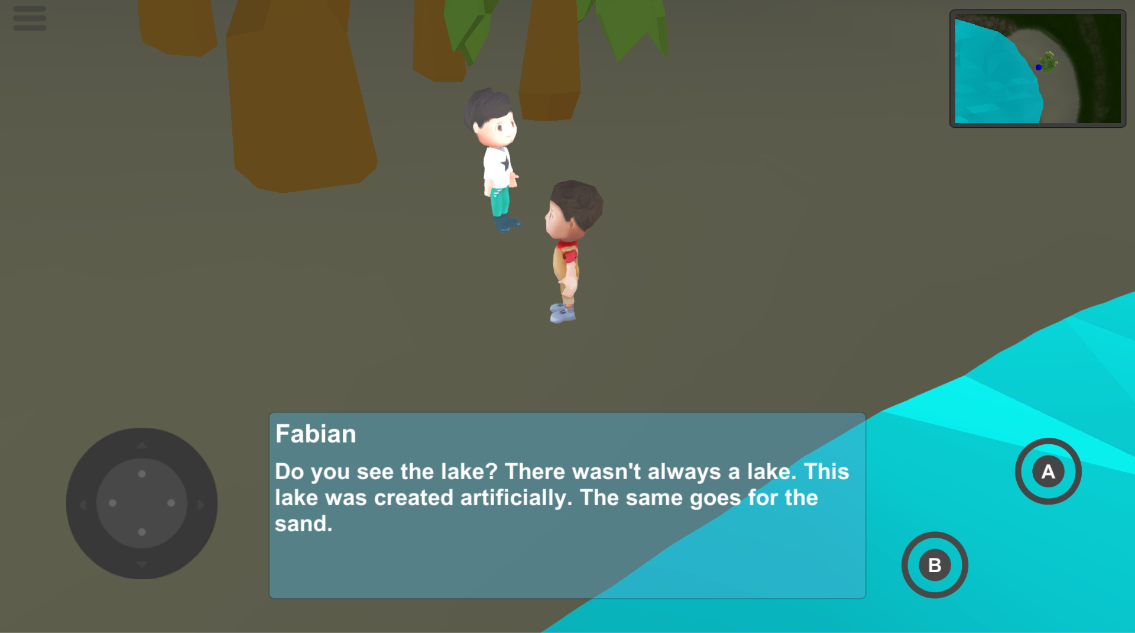 Fabian
Do you see the lake? There wasn't always a lake. This
lake was created artificially. The same goes for the
sand.
A
B